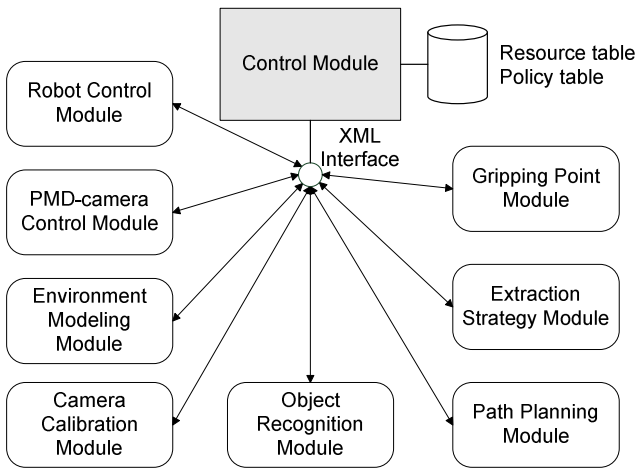 Control Module
Resource table
Policy table
XML
Interface
Robot Control
Module
PMD-camera
Control Module
Environment
Modeling
Module
Camera
Calibration
Module
Object
Recognition
Module
Gripping Point
Module
Extraction
Strategy Module
Path Planning
Module